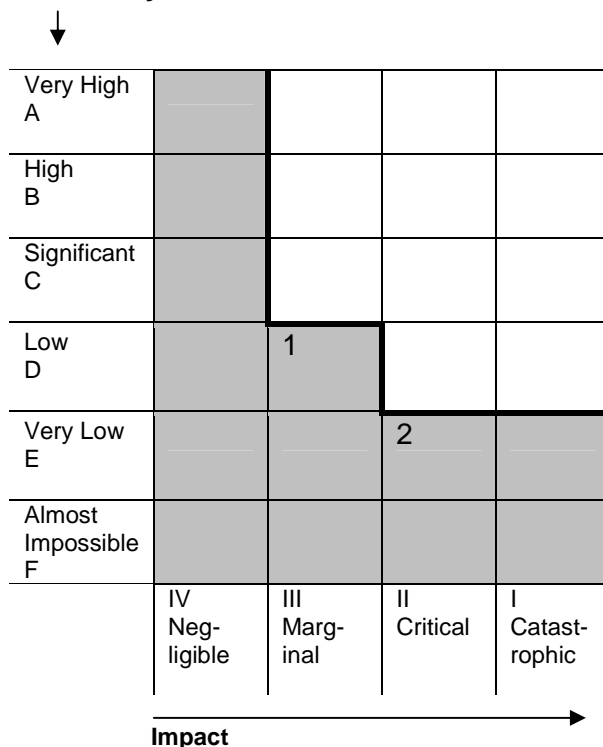 Very High
A
High
B
Significant
C
Low
D
1
Very Low
E
2
Almost
Impossible
F
IV
Neg-
ligible
III
Marg-
inal
II
Critical
I
Catast-
rophic
Impact